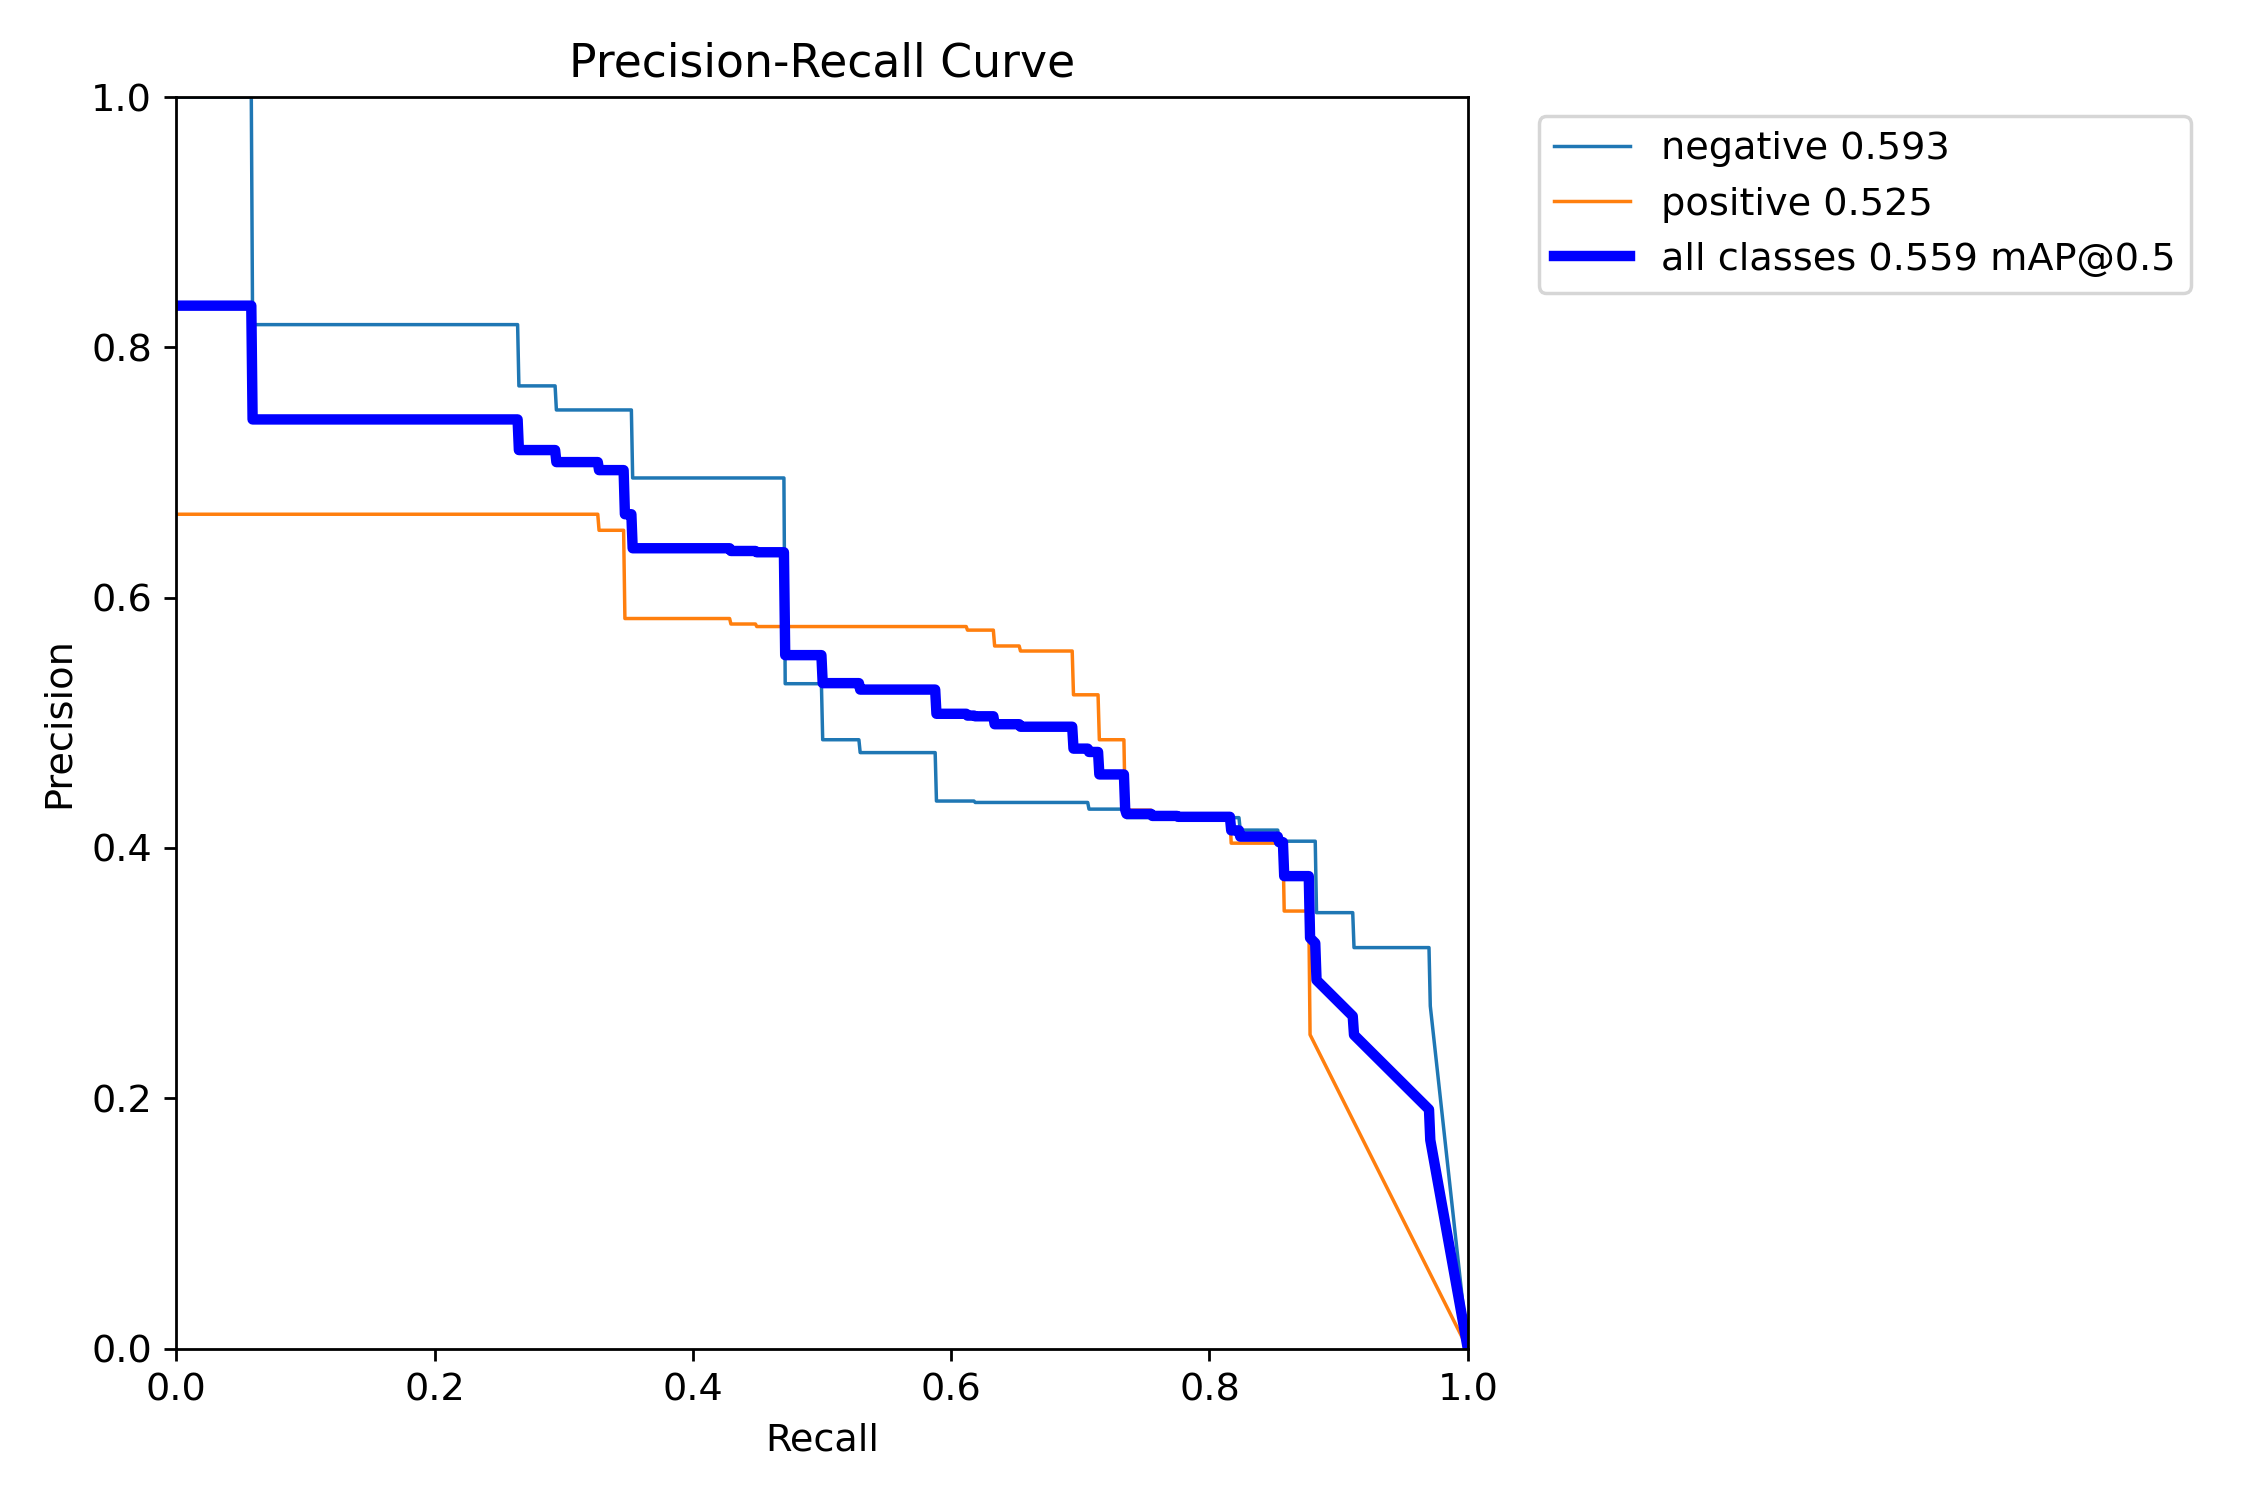 Precision-Recall Curve
1.0
0.8
0.6
0.4
0.2
0.0
Precision
0.0 0.2 0.4 0.6 0.8 1.0
Recall
negative 0.593
positive 0.525
all classes 0.559 mAP@0.5